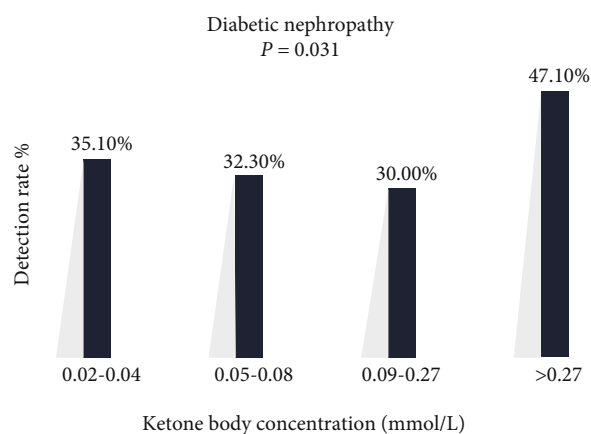 Diabetic nephropathy
P = 0.031
Detection rate %
35.10%
32.30%
30.00%
47.10%
0.02-0.04
0.05-0.08
0.09-0.27
>0.27
Ketone body concentration (mmol/L)